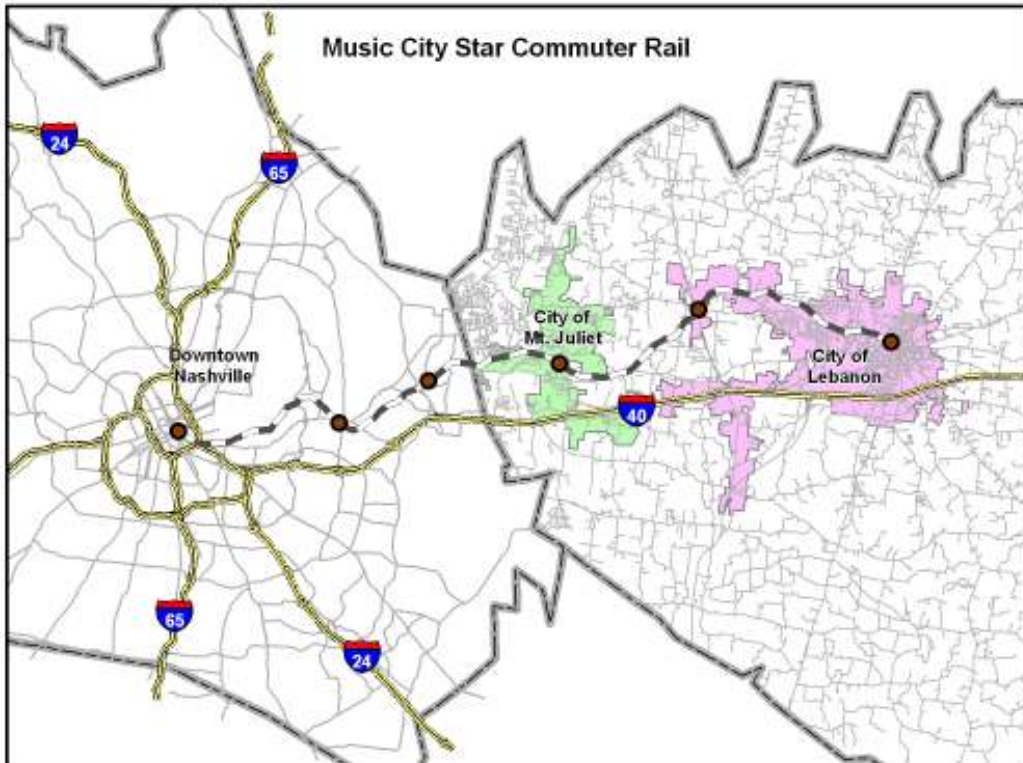 Music City Star Commuter Rail
24
65
City of
Mt. Juliet
Downtown
Nashville
City of
Lebanon
40
65
24